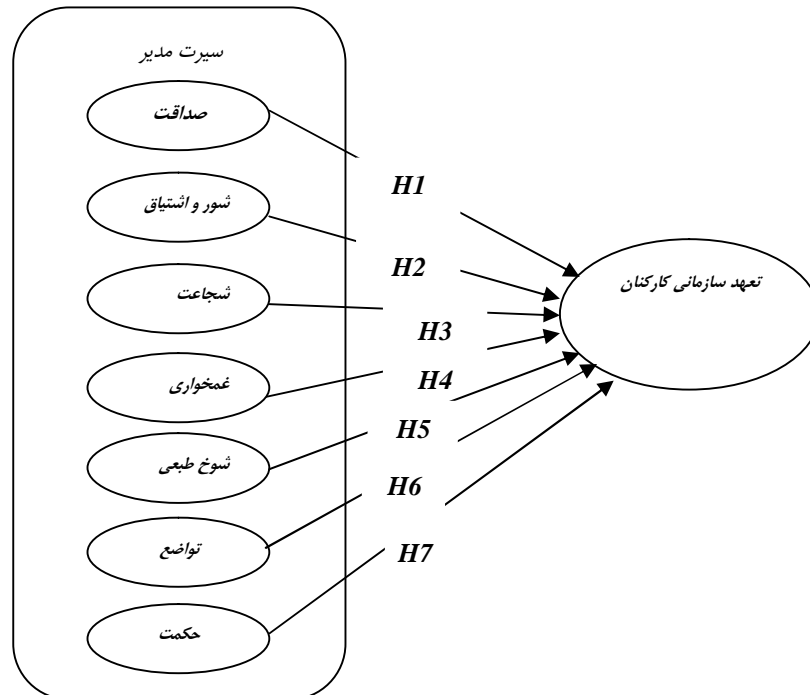 سیرت مدیر
صداقت
H1
شور و اشتیاق
H2
تعهد سازمانی کارکنان
شجاعت
H3
غمخواری
H4
شوخ طبعی
H5
H6
تواضع
H7
حکمت